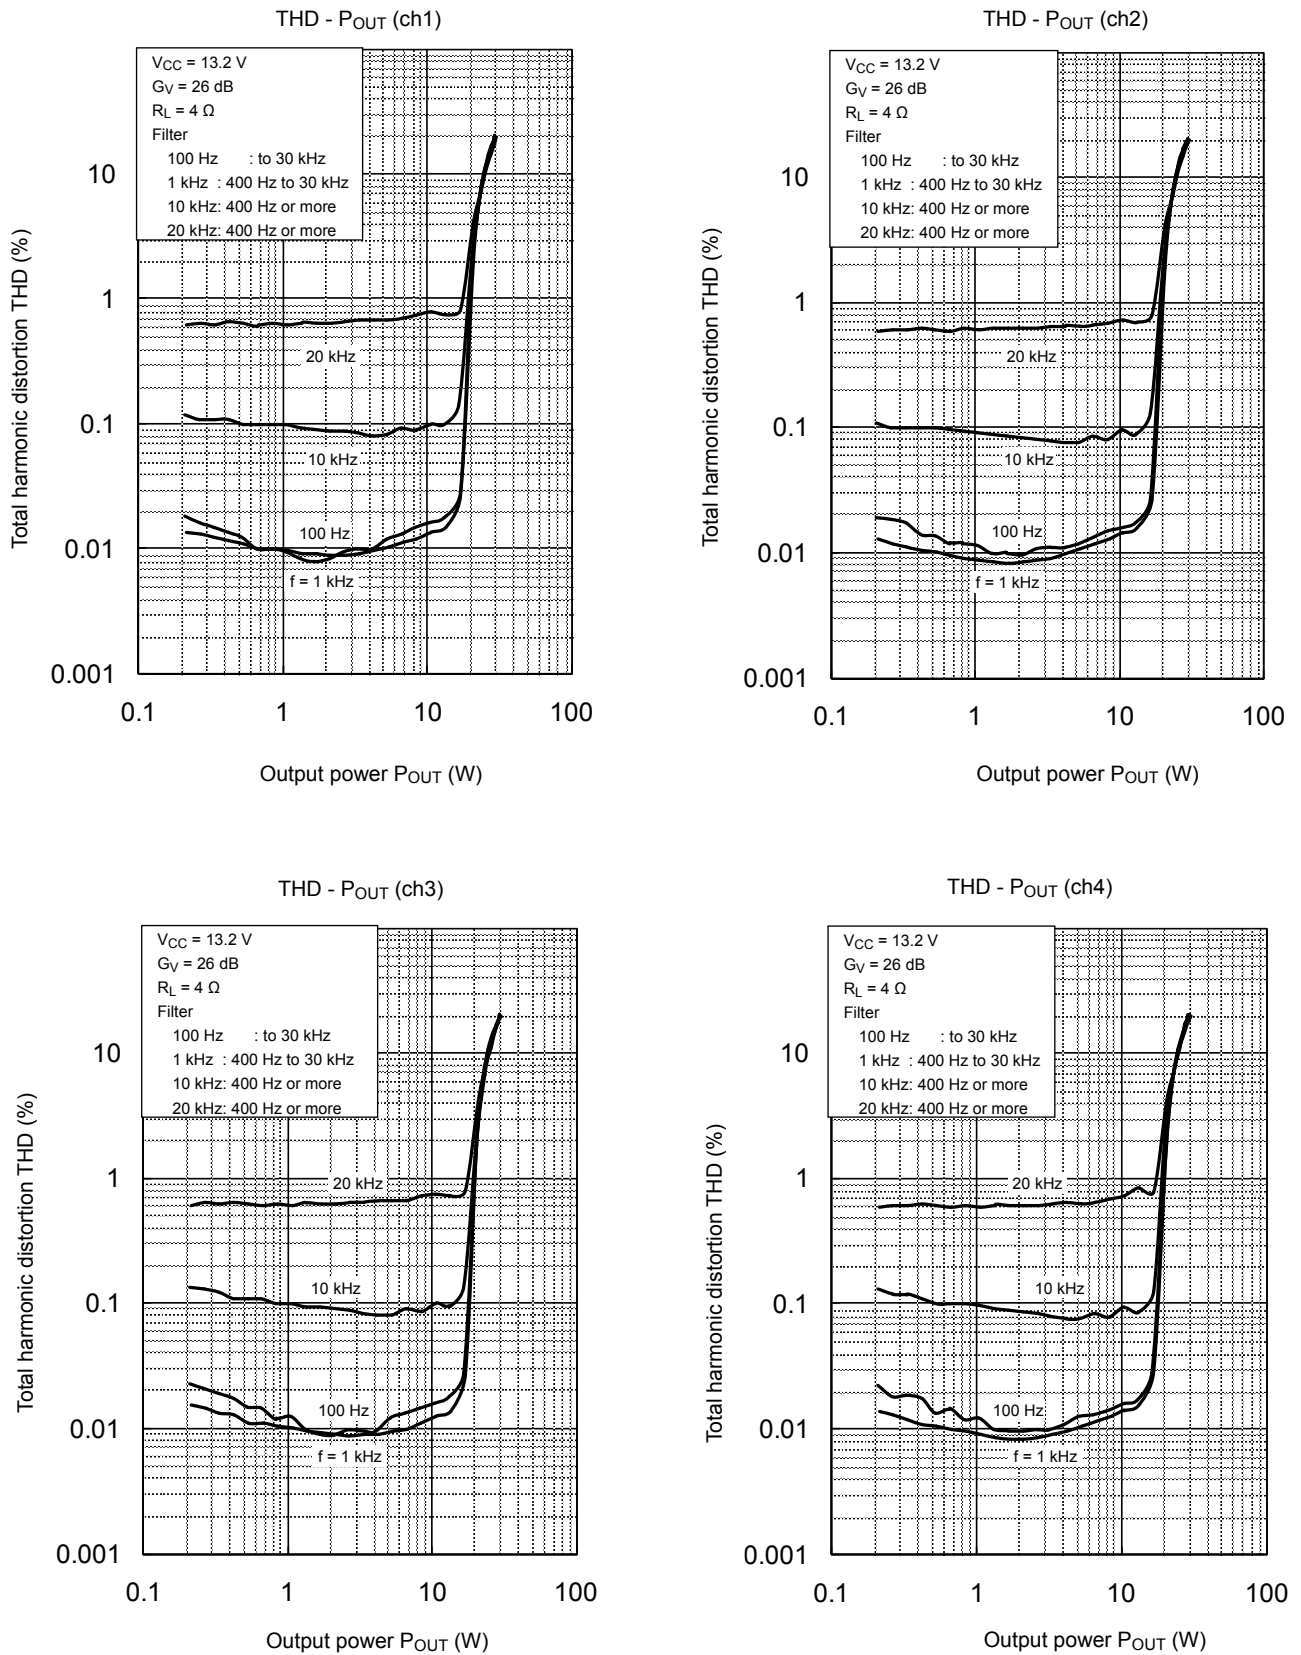 THD - POUT (ch1)
VCC = 13.2 V
GV = 26 dB
RL = 4 Ω
Filter
100 Hz : to 30 kHz
1 kHz : 400 Hz to 30 kHz
10 kHz: 400 Hz or more
20 kHz: 400 Hz or more
Total harmonic distortion THD (%)
10
1
0.1
0.01
0.001
20 kHz
10 kHz
100 Hz
f = 1 kHz
0.1 1 10 100
Output power POUT (W)
THD - POUT (ch2)
VCC = 13.2 V
GV = 26 dB
RL = 4 Ω
Filter
100 Hz : to 30 kHz
1 kHz : 400 Hz to 30 kHz
10 kHz: 400 Hz or more
20 kHz: 400 Hz or more
Total harmonic distortion THD (%)
10
1
0.1
0.01
0.001
20 kHz
10 kHz
100 Hz
f = 1 kHz
0.1 1 10 100
Output power POUT (W)
THD - POUT (ch3)
VCC = 13.2 V
GV = 26 dB
RL = 4 Ω
Filter
100 Hz : to 30 kHz
1 kHz : 400 Hz to 30 kHz
10 kHz: 400 Hz or more
20 kHz: 400 Hz or more
Total harmonic distortion THD (%)
10
1
0.1
0.01
0.001
20 kHz
10 kHz
100 Hz
f = 1 kHz
0.1 1 10 100
Output power POUT (W)
THD - POUT (ch4)
VCC = 13.2 V
GV = 26 dB
RL = 4 Ω
Filter
100 Hz : to 30 kHz
1 kHz : 400 Hz to 30 kHz
10 kHz: 400 Hz or more
20 kHz: 400 Hz or more
Total harmonic distortion THD (%)
10
1
0.1
0.01
0.001
20 kHz
10 kHz
100 Hz
f = 1 kHz
0.1 1 10 100
Output power POUT (W)